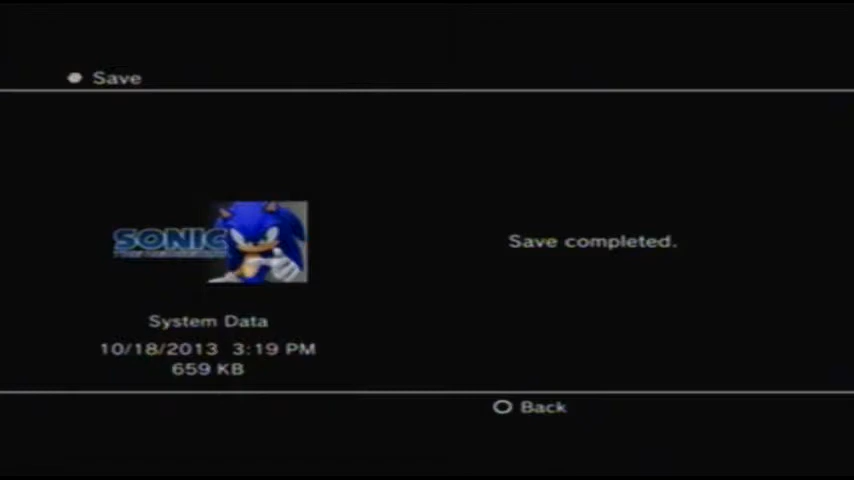 Save
SONIC
Save completed.
System Data
10/18/2013 3:19 PM
659 KB
Back